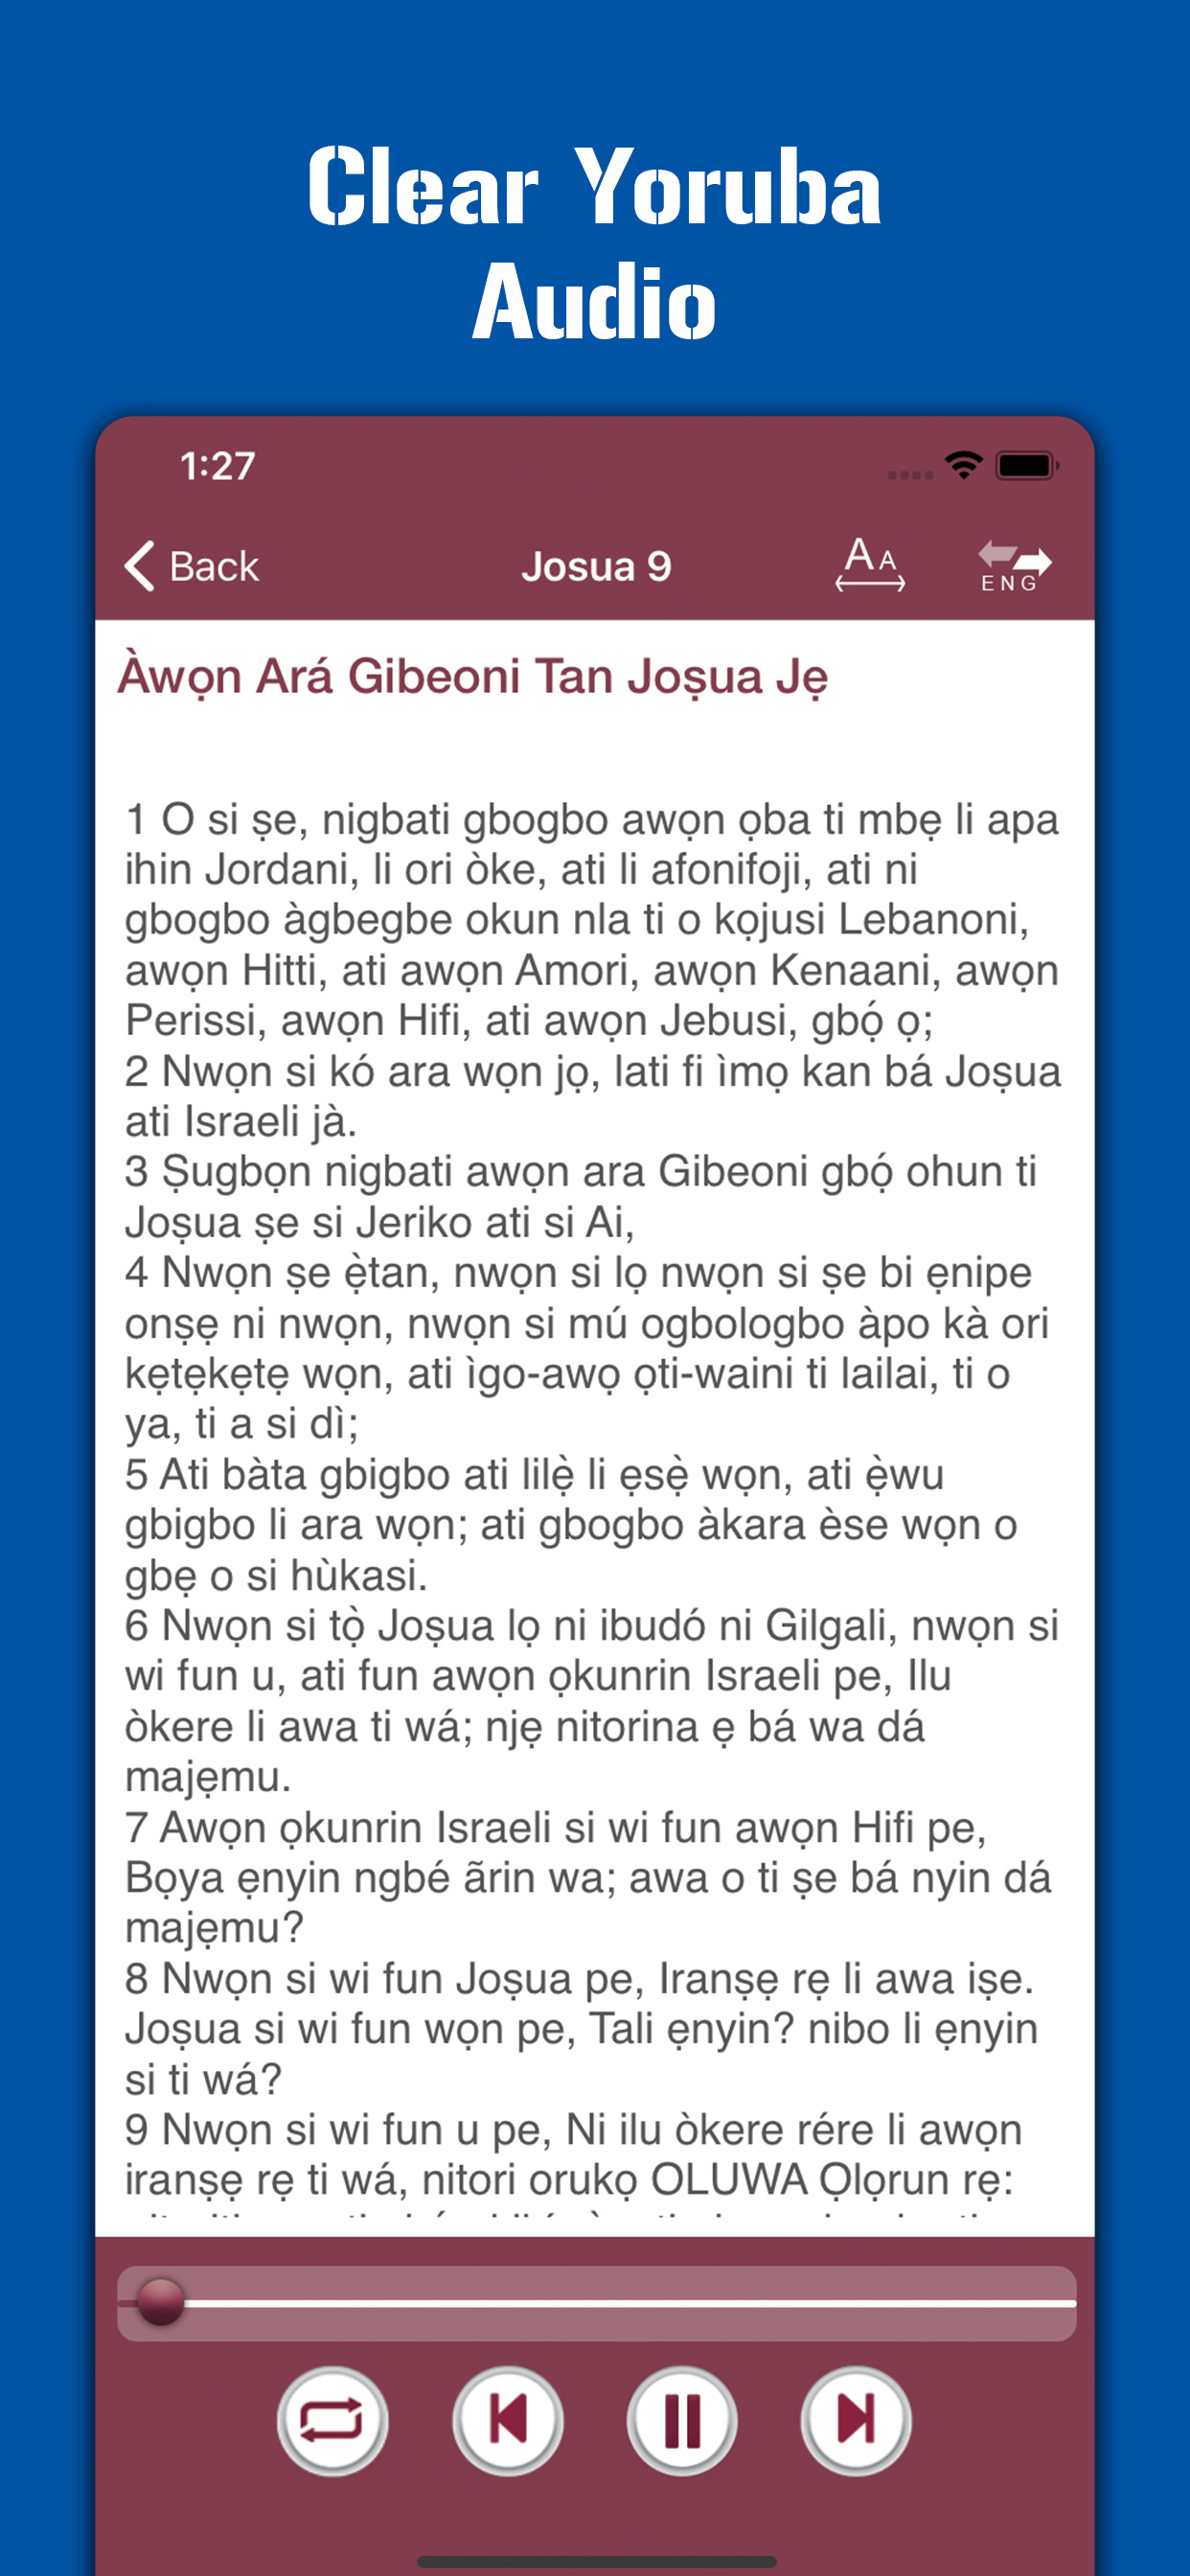 Clear Yoruba
Audio
1:27
Back
Josua 9
AA
ENG
Àwọn Ará Gibeoni Tan Joṣua Jẹ
1 O si ṣe, nigbati gbogbo awọn ọba ti mbẹ li apa
ihin Jordani, li ori òke, ati li afonifoji, ati ni
gbogbo àgbegbe okun nla ti o kọjusi Lebanoni,
awọn Hitti, ati awọn Amori, awọn Kenaani, awọn
Perissi, awọn Hifi, ati awọn Jebusi, gbọ́ ọ;
2 Nwọn si kó ara wọn jọ, lati fi ìmọ kan bá Joṣua
ati Israeli jà.
3 Ṣugbọn nigbati awọn ara Gibeoni gbọ́ ohun ti
Joṣua ṣe si Jeriko ati si Ai,
4 Nwọn ṣe ẹ̀tan, nwọn si lọ nwọn si ṣe bi ẹnipe
onṣẹ ni nwọn, nwọn si mú ogbologbo àpo kà ori
kẹtẹkẹtẹ wọn, ati ìgo-awọ ọti-waini ti lailai, ti o
ya, ti a si dì;
5 Ati bàta gbigbo ati lilẹ̀ li ẹsẹ̀ wọn, ati ẹ̀wu
gbigbo li ara wọn; ati gbogbo àkara èse wọn o
gbẹ o si hùkasi.
6 Nwọn si tọ̀ Joṣua lọ ni ibudó ni Gilgali, nwọn si
wi fun u, ati fun awọn ọkunrin Israeli pe, Ilu
òkere li awa ti wá; njẹ nitorina ẹ bá wa dá
majẹmu.
7 Awọn ọkunrin Israeli si wi fun awọn Hifi pe,
Bọya ẹnyin ngbé ãrin wa; awa o ti ṣe bá nyin dá
majẹmu?
8 Nwọn si wi fun Joṣua pe, Iranṣẹ rẹ li awa iṣe.
Joṣua si wi fun wọn pe, Tali ẹnyin? nibo li ẹnyin
si ti wá?
9 Nwọn si wi fun u pe, Ni ilu òkere rére li awọn
iranṣẹ rẹ ti wá, nitori orukọ OLUWA Ọlọrun rẹ: